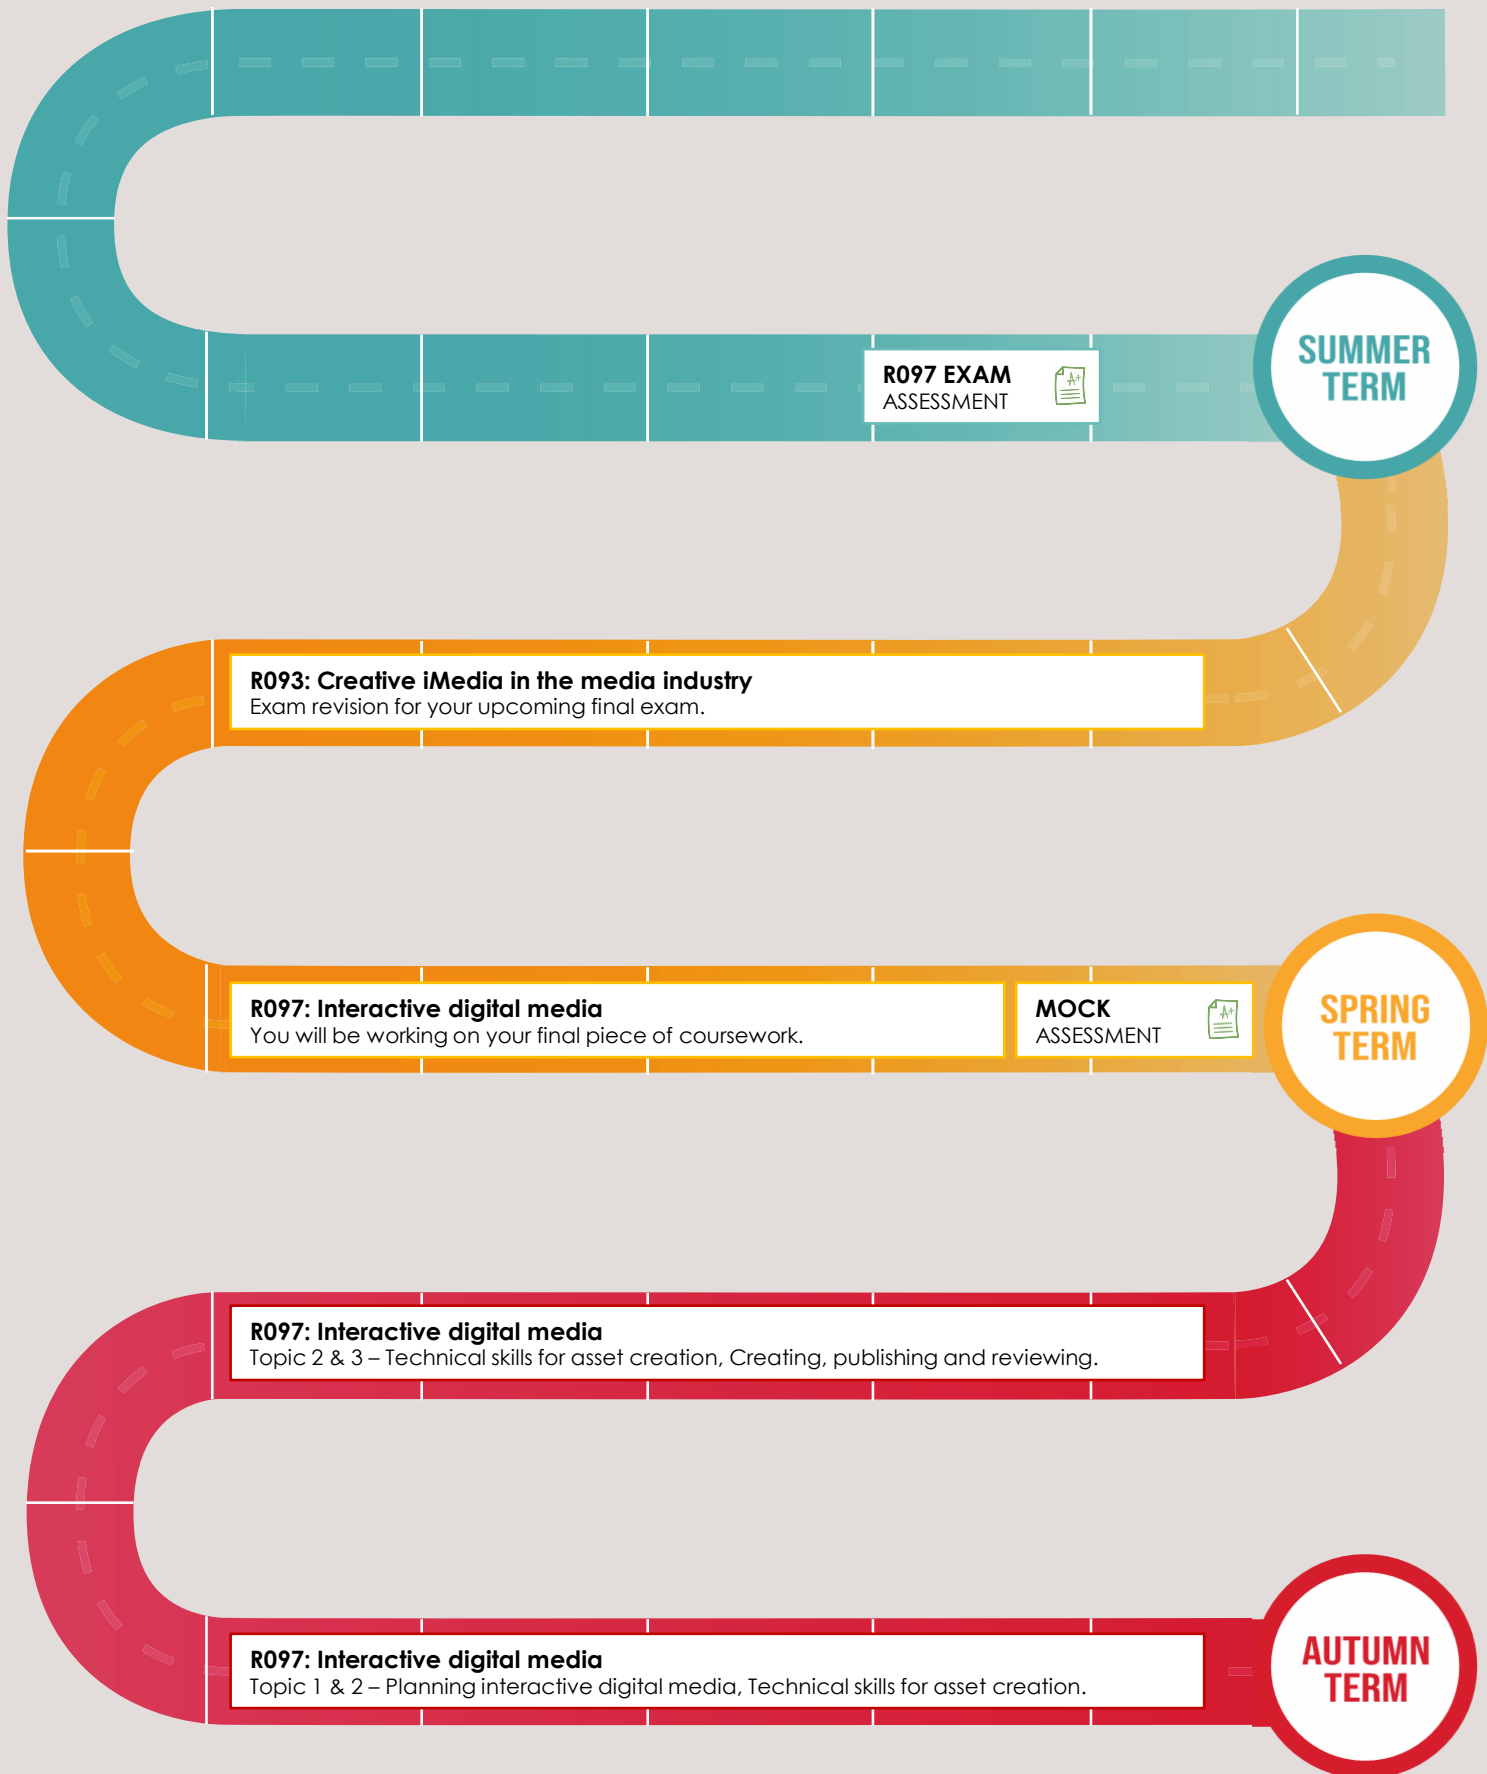 SUMMER
TERM
R097 EXAM
ASSESSMENT
A+
R093: Creative iMedia in the media industry
Exam revision for your upcoming final exam.
SPRING
TERM
R097: Interactive digital media
You will be working on your final piece of coursework.
MOCK
ASSESSMENT
A+
R097: Interactive digital media
Topic 2 & 3 – Technical skills for asset creation, Creating, publishing and reviewing.
AUTUMN
TERM
R097: Interactive digital media
Topic 1 & 2 – Planning interactive digital media, Technical skills for asset creation.